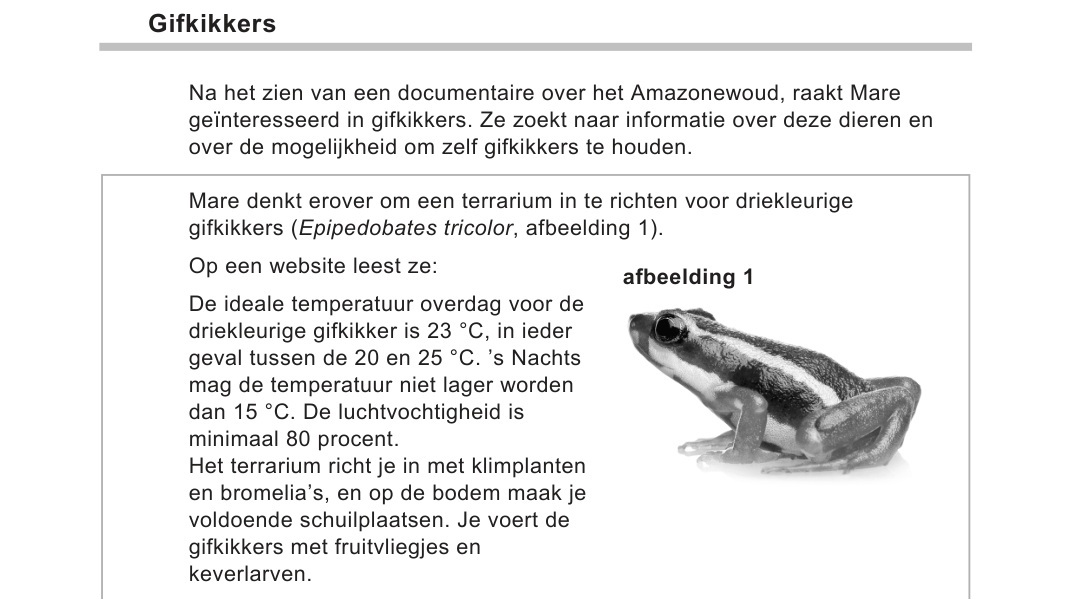 Gifkikkers
Na het zien van een documentaire over het Amazonewoud, raakt Mare
geïnteresseerd in gifkikkers. Ze zoekt naar informatie over deze dieren en
over de mogelijkheid om zelf gifkikkers te houden.
Mare denkt erover om een terrarium in te richten voor driekleurige
gifkikkers (Epipedobates tricolor, afbeelding 1).
Op een website leest ze:
afbeelding 1
De ideale temperatuur overdag voor de
driekleurige gifkikker is 23 °C, in ieder
geval tussen de 20 en 25 °C. ’s Nachts
mag de temperatuur niet lager worden
dan 15 °C. De luchtvochtigheid is
minimaal 80 procent.
Het terrarium richt je in met klimplanten
en bromelia’s, en op de bodem maak je
voldoende schuilplaatsen. Je voert de
gifkikkers met fruitvliegjes en
keverlarven.